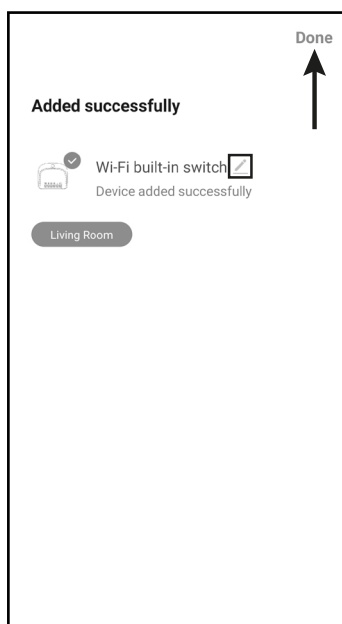 Done
Added successfully
Wi-Fi built-in switch
Device added successfully
Living Room